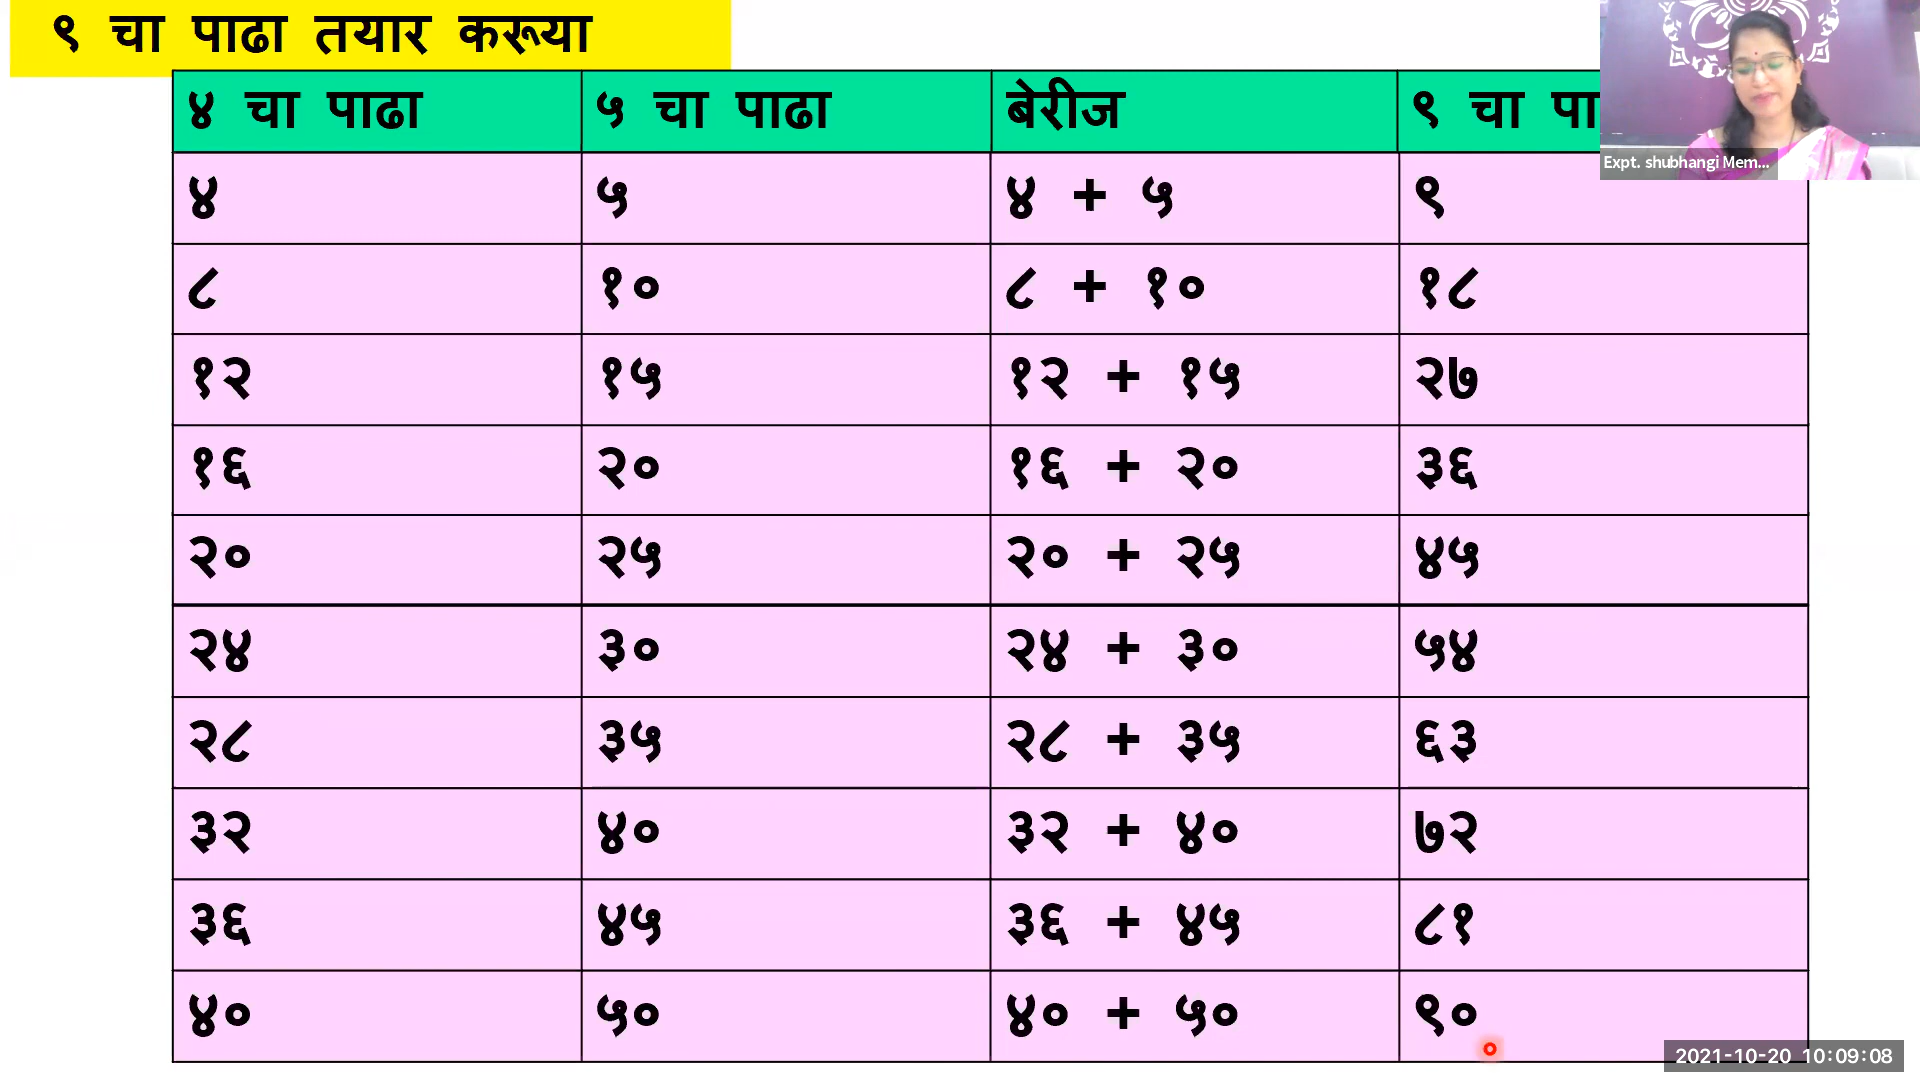 ९ चा पाढा तयार करूया
४ चा पाढा ५ चा पाढा बेरीज ९ चा
Expt. shubhangi Mem...
४ ५ ४ + ५ ९
८ १० ८ + १० १८
१२ १५ १२ + १५ २७
१६ २० १६ + २० ३६
२० २५ २० + २५ ४५
२४ ३० २४ + ३० ५४
२८ ३५ २८ + ३५ ६३
३२ ४० ३२ + ४० ७२
३६ ४५ ३६ + ४५ ८१
४० ५० ४० + ५० ९०
2021-10-20 10:09:08